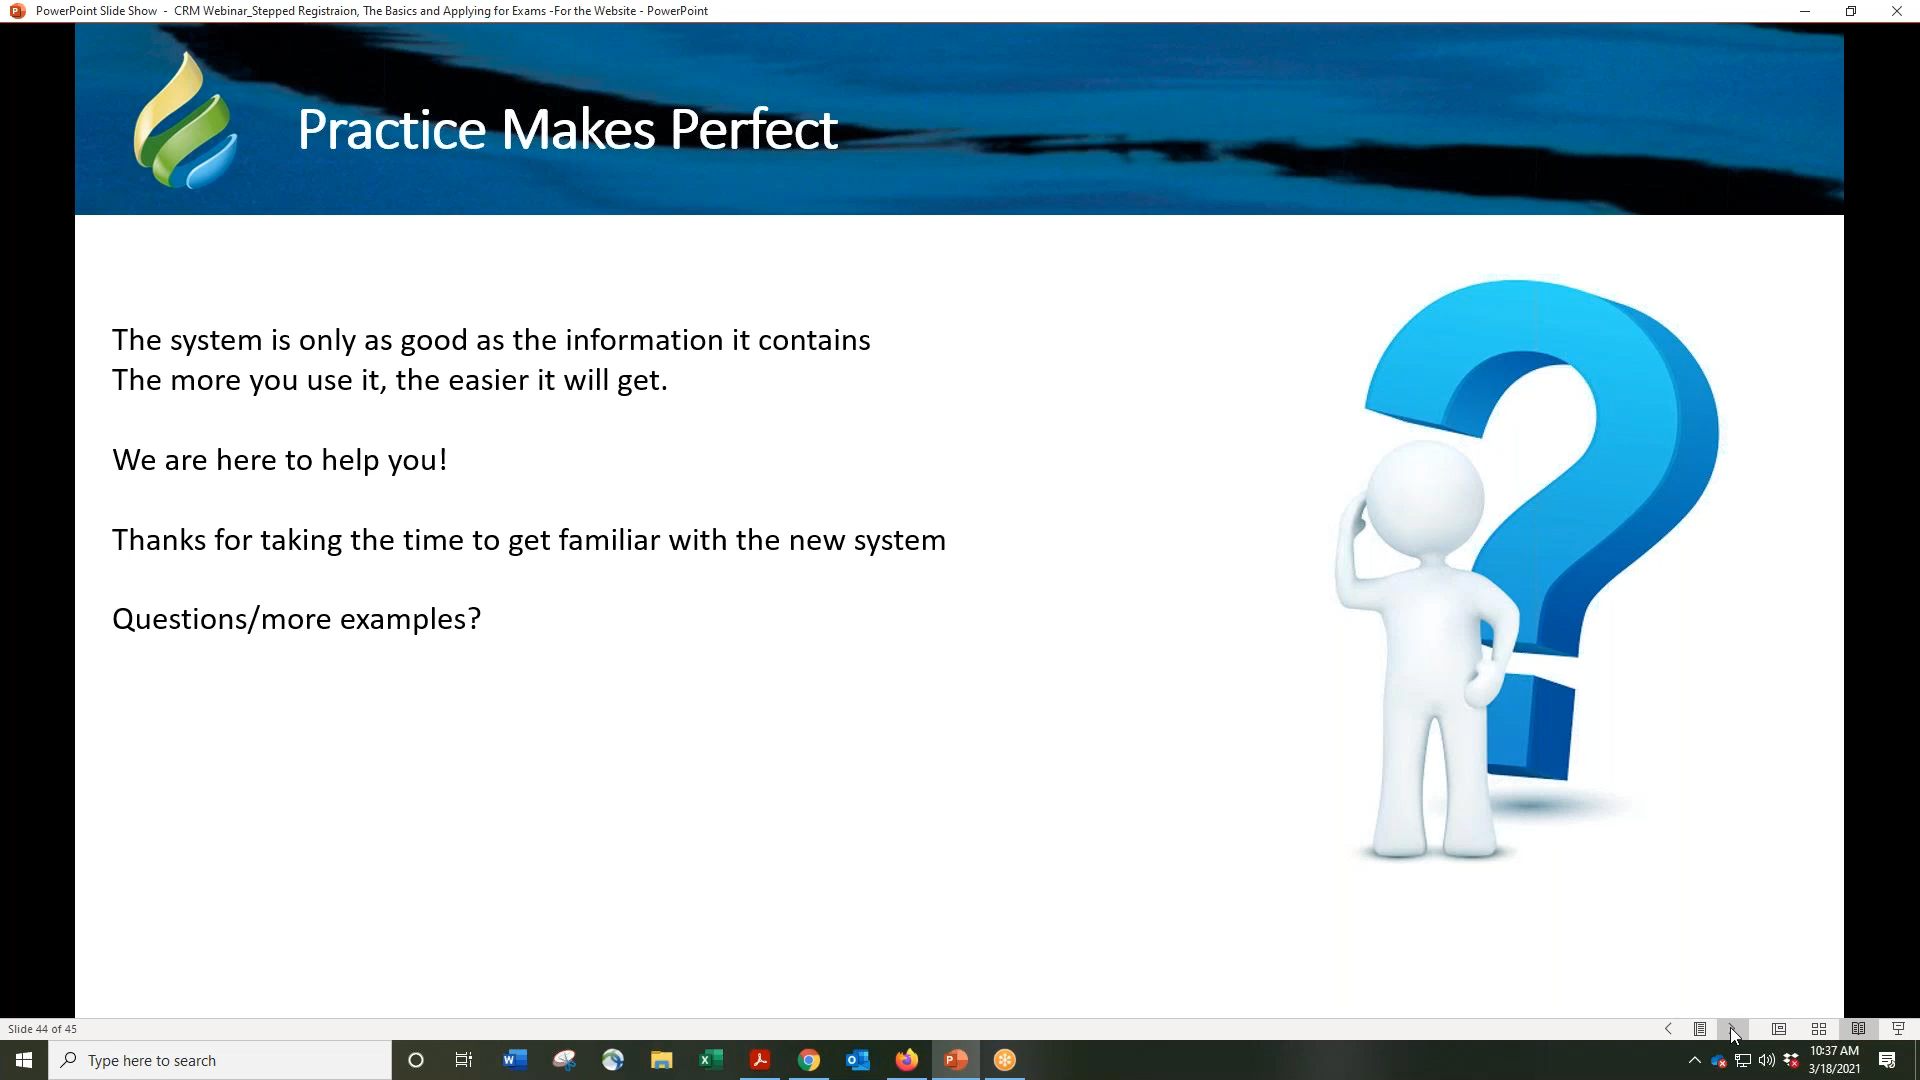 PowerPoint Slide Show - CRM Webinar_Stepped Registraion, The Basics and Applying for Exams -For the Website - PowerPoint
Practice Makes Perfect
The system is only as good as the information it contains
The more you use it, the easier it will get.
We are here to help you!
Thanks for taking the time to get familiar with the new system
Questions/more examples?
Slide 44 of 45
Type here to search
10:37 AM
3/18/2021